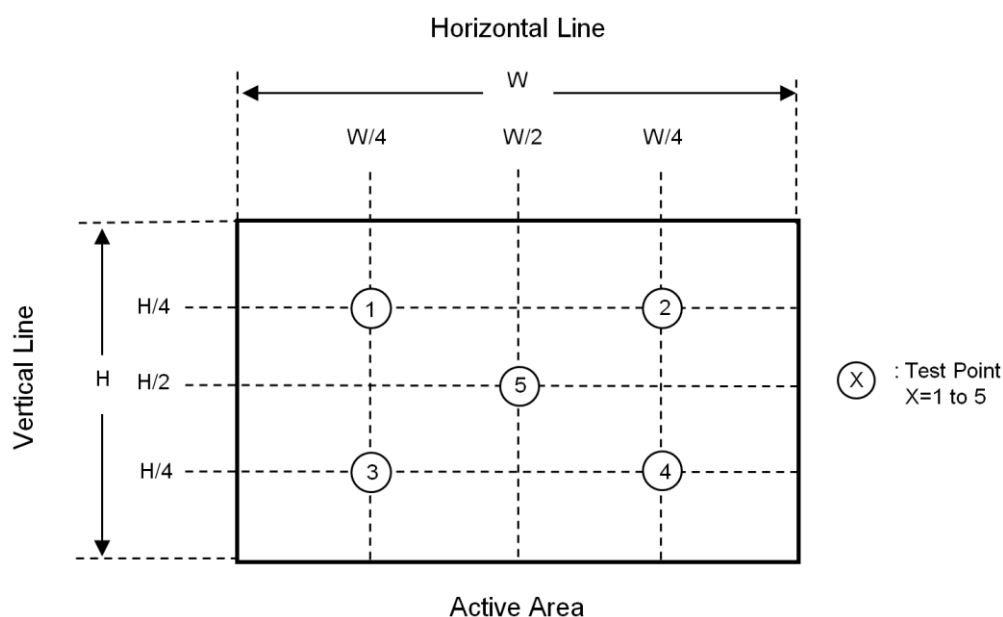 Horizontal Line
W
W/4 W/2 W/4
Vertical Line
H
H/4
H/2
H/4
1 2
5
3 4
X : Test Point
X=1 to 5
Active Area